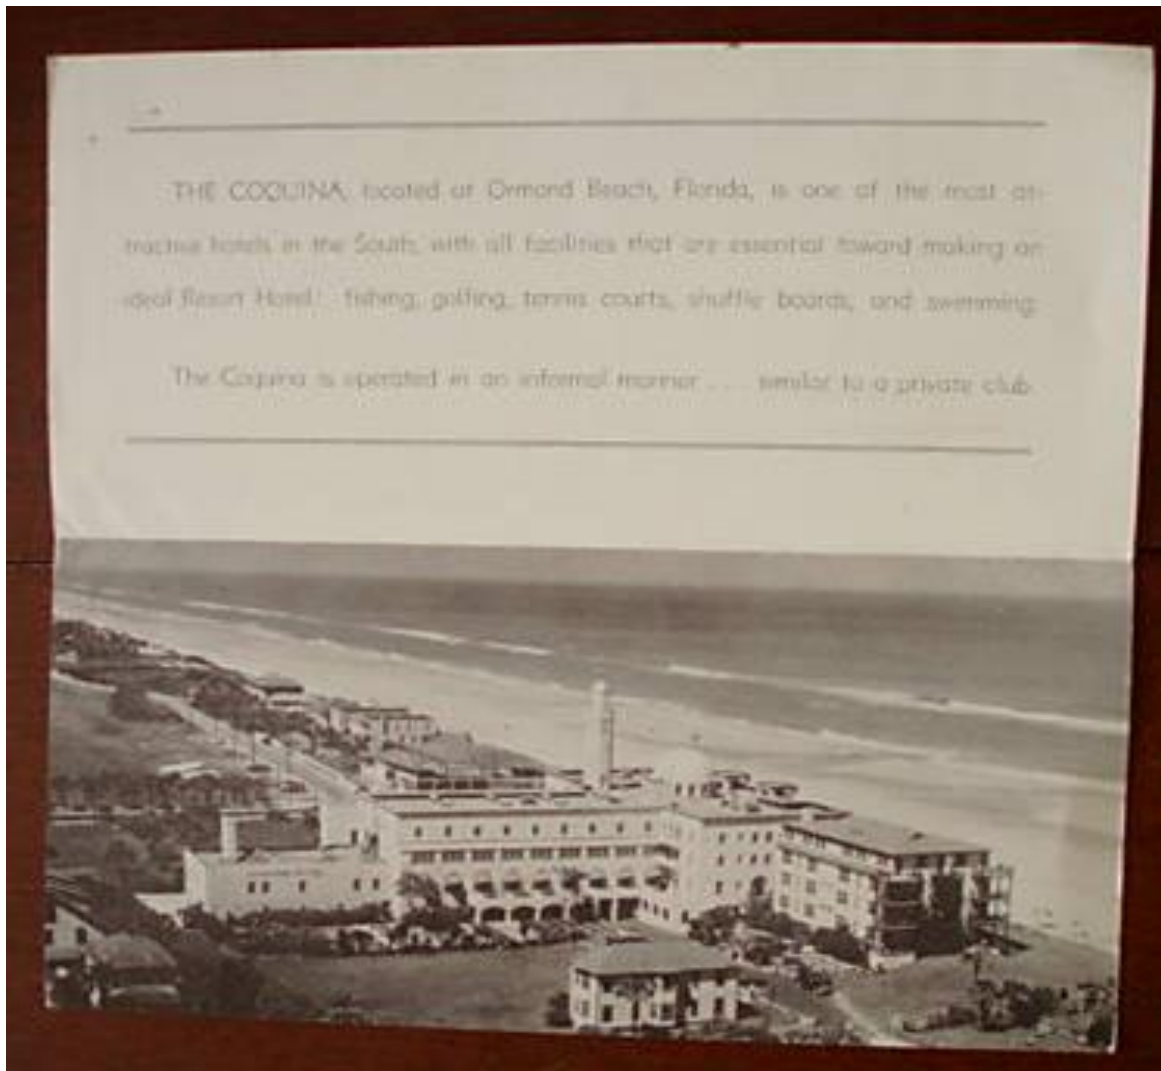 THE COQUINA, located at Ormond Beach, Florida, is one of the most at-
tractive hotels in the South, with all facilities that are essential toward making an
ideal Resort Hotel: fishing, golfing, tennis courts, shuffle boards, and swimming.
The Coquina is operated in an informal manner . . . similar to a private club.